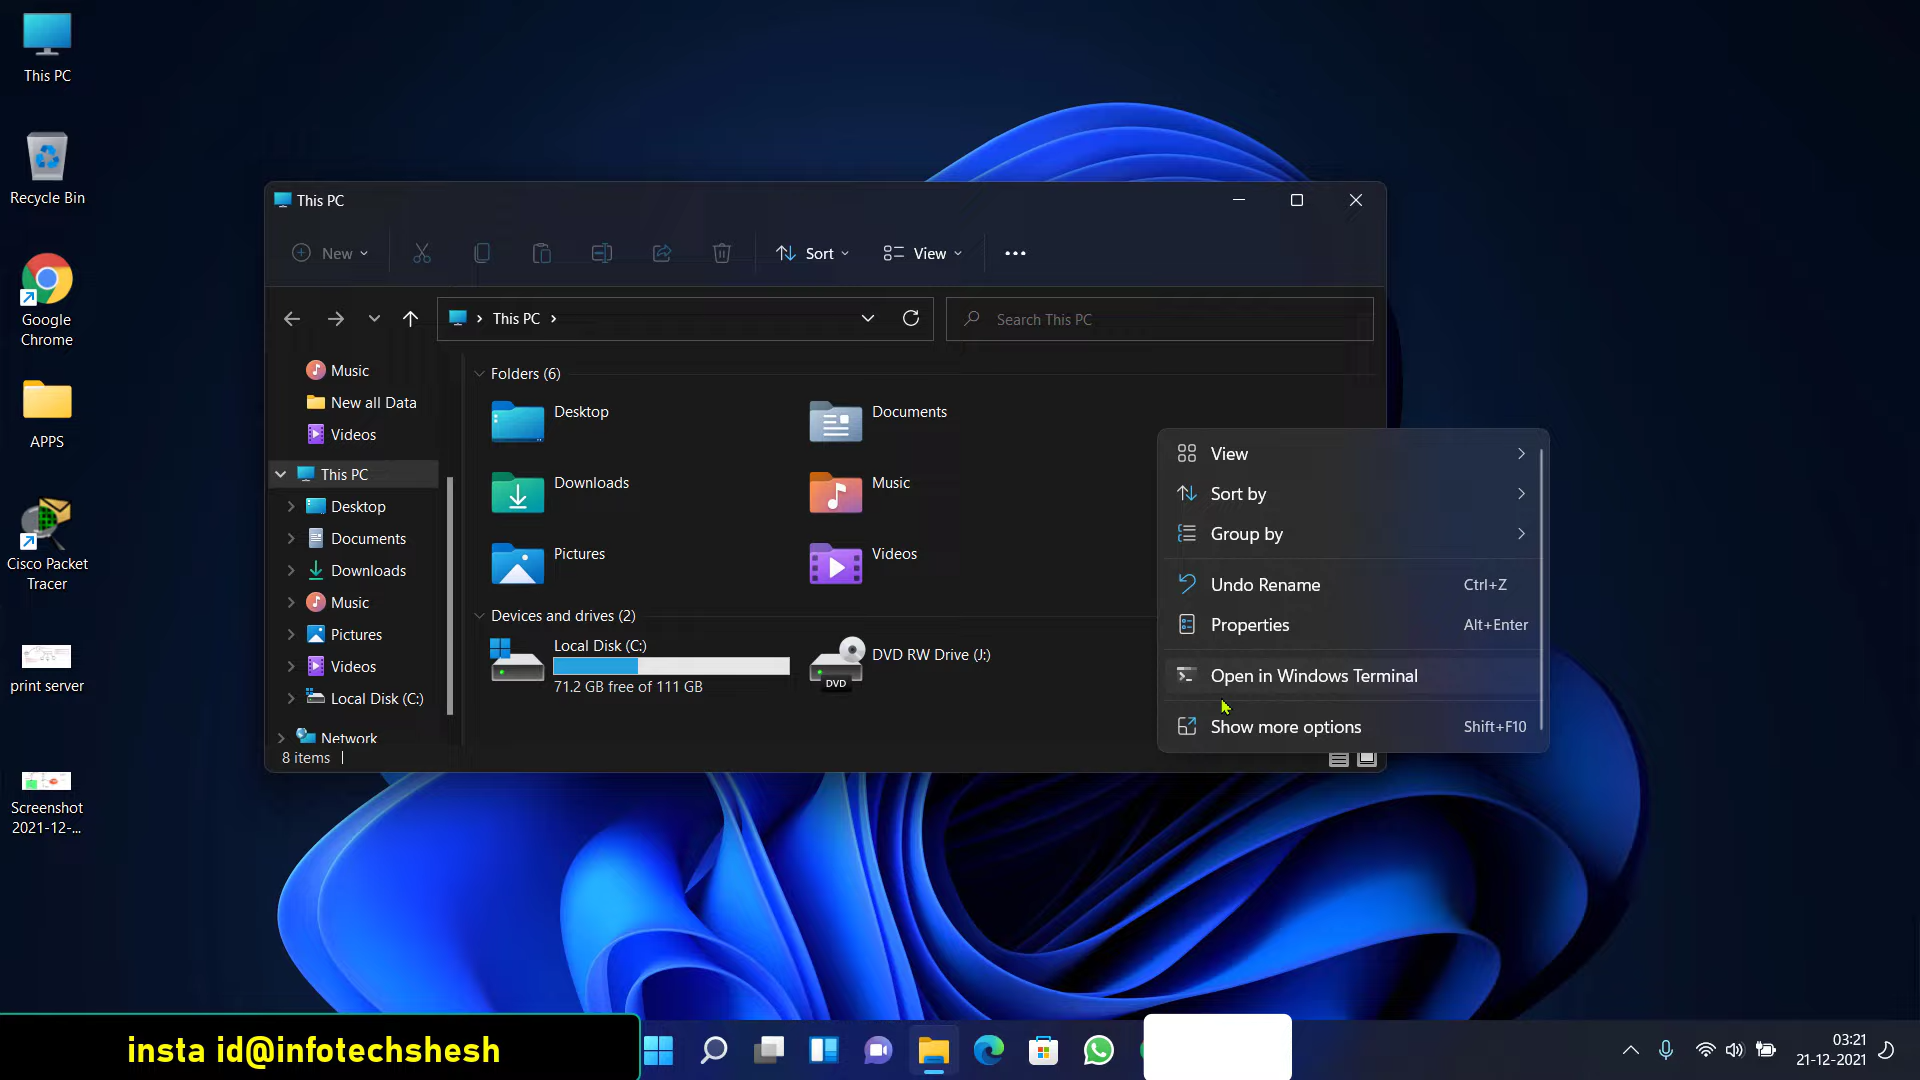 This PC
Recycle Bin
Google
Chrome
APPS
Cisco Packet
Tracer
print server
Screenshot
2021-12-...
This PC
New
Sort
View
This PC
Search This PC
Music
New all Data
Videos
This PC
Desktop
Documents
Downloads
Music
Pictures
Videos
Local Disk (C:)
Network
8 items
Folders (6)
Desktop
Documents
Downloads
Music
Pictures
Videos
Devices and drives (2)
Local Disk (C:)
71.2 GB free of 111 GB
DVD
DVD RW Drive (J:)
View
Sort by
Group by
Undo Rename Ctrl+Z
Properties Alt+Enter
Open in Windows Terminal
Show more options Shift+F10
insta id@infotechshesh
03:21
21-12-2021